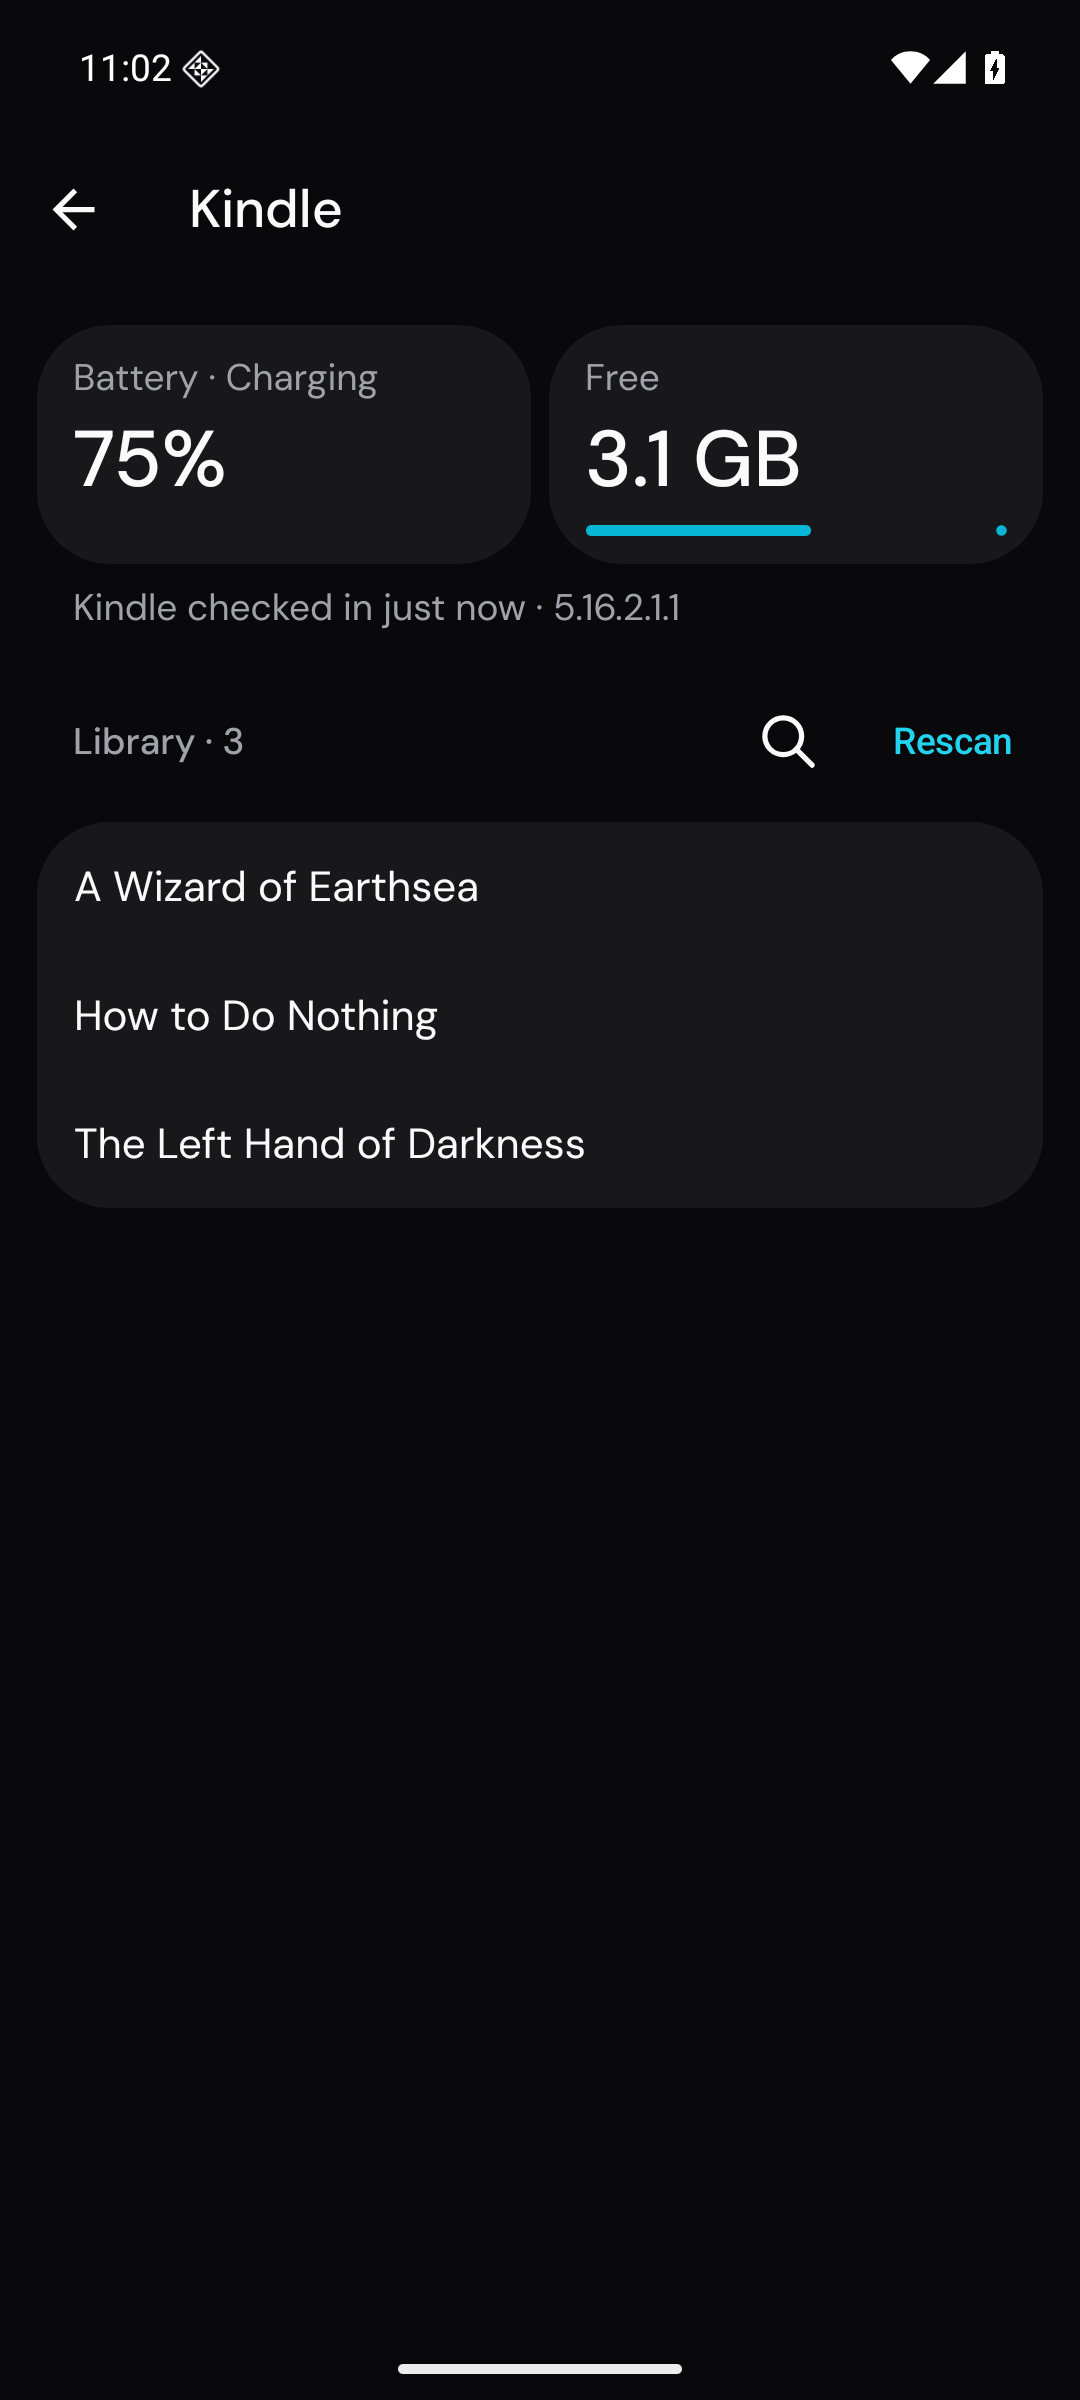 11:02
Kindle
Battery · Charging
75%
Free
3.1 GB
Kindle checked in just now · 5.16.2.1.1
Library · 3
Rescan
A Wizard of Earthsea
How to Do Nothing
The Left Hand of Darkness